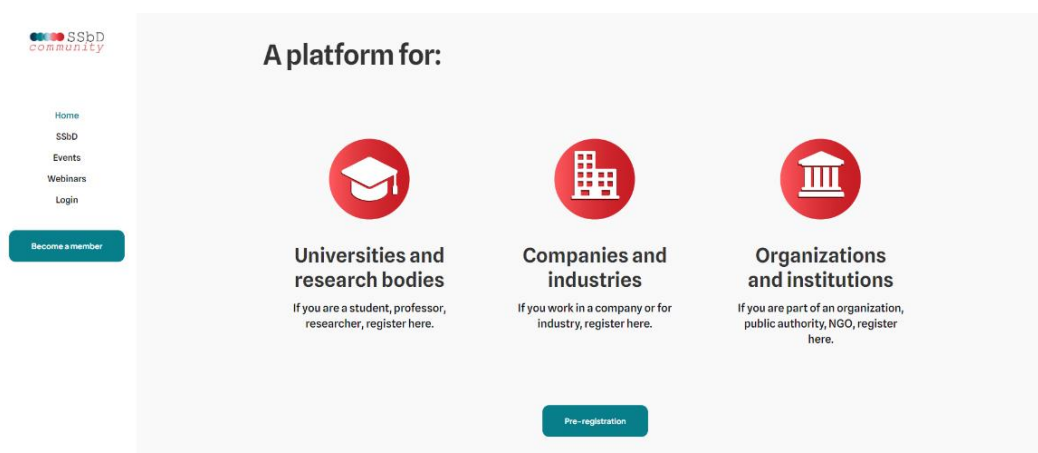 SSbD
community
Home
SSbD
Events
Webinars
Login
Become a member
A platform for:
Universities and
research bodies
If you are a student, professor,
researcher, register here.
Companies and
industries
If you work in a company or for
industry, register here.
Organizations
and institutions
If you are part of an organization,
public authority, NGO, register
here.
Pre-registration